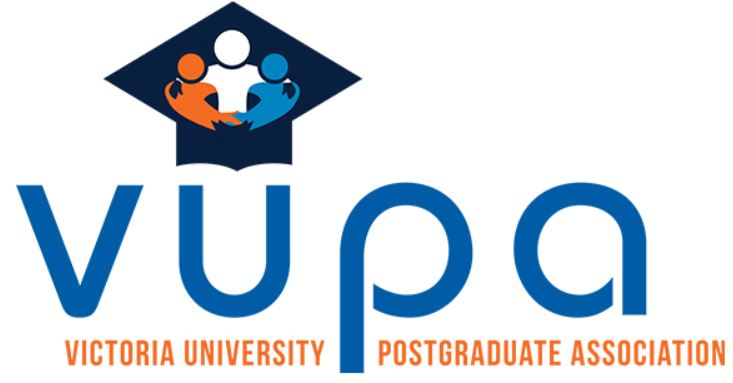 vupa
VICTORIA UNIVERSITY POSTGRADUATE ASSOCIATION